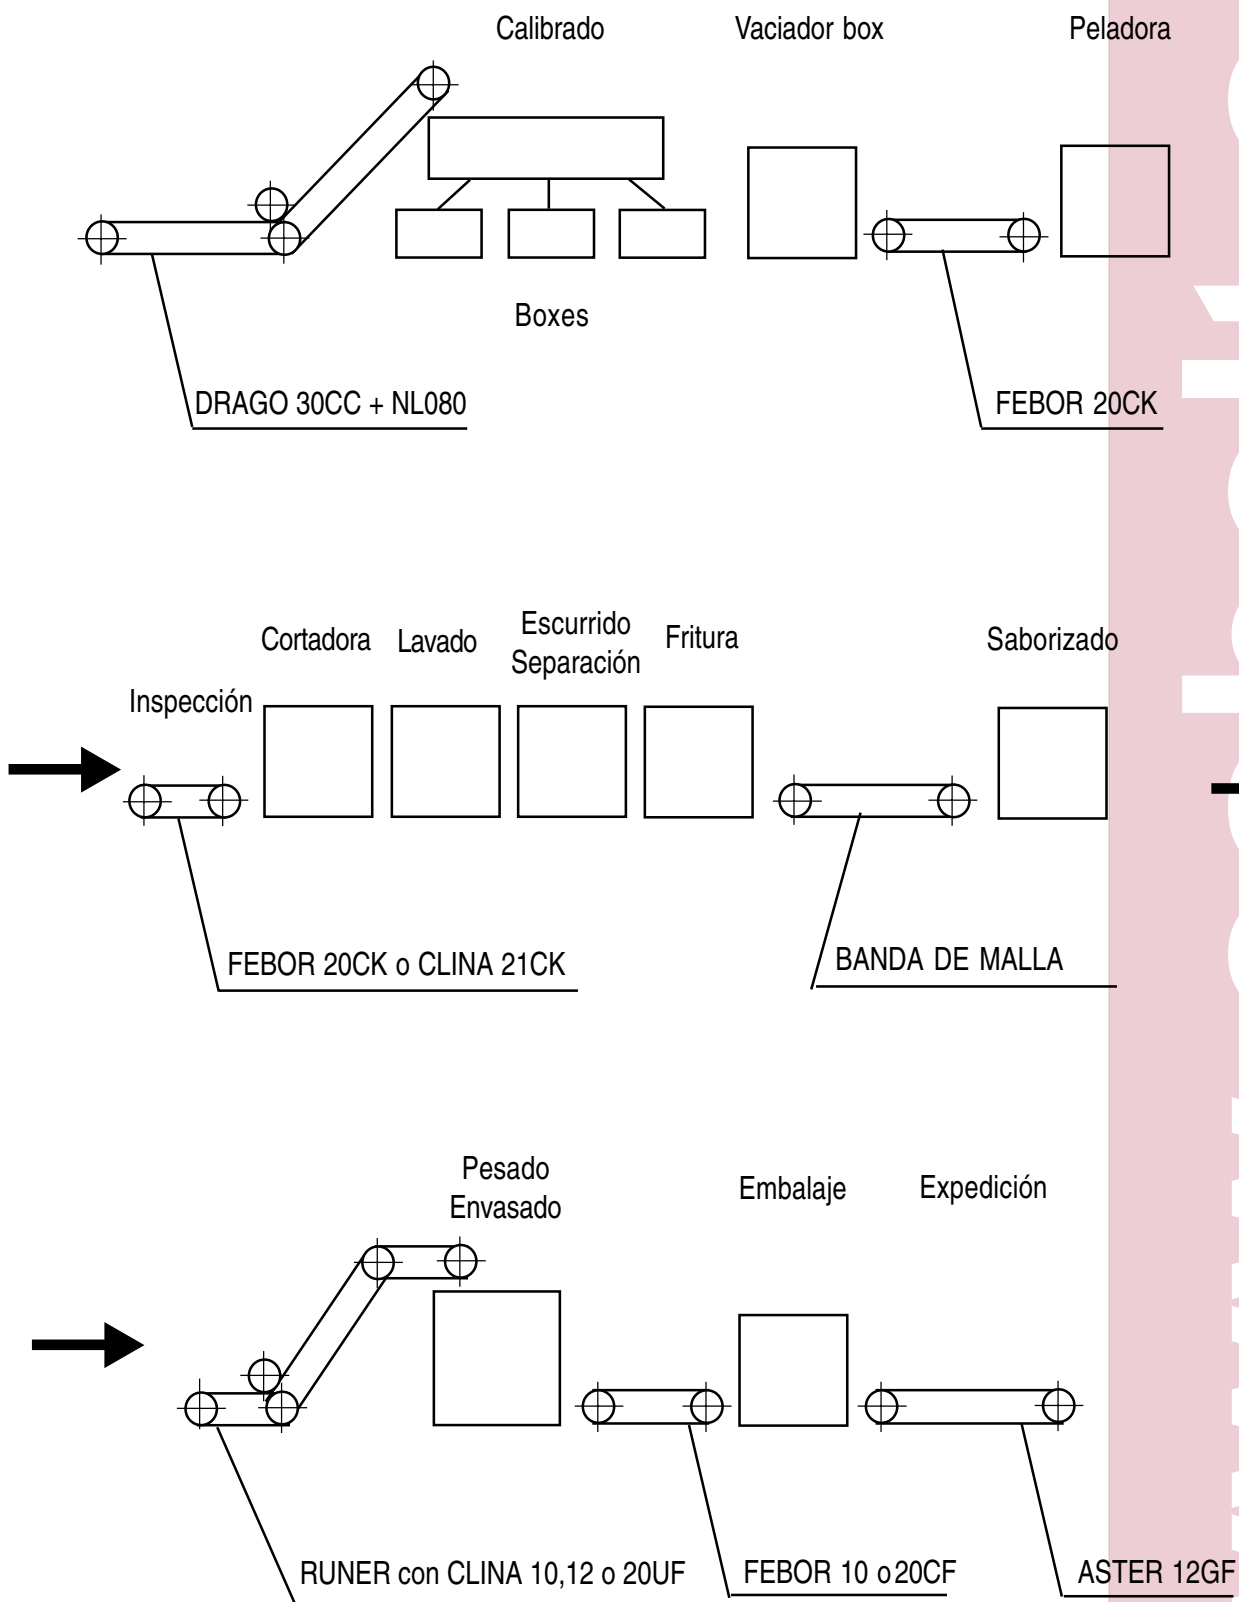 Calibrado
Vaciador box
Peladora
Boxes
DRAGO 30CC + NL080
FEBOR 20CK
Inspección
Cortadora
Lavado
Escurrido
Separación
Fritura
Saborizado
FEBOR 20CK o CLINA 21CK
BANDA DE MALLA
Pesado
Envasado
Embalaje
Expedición
RUNER con CLINA 10,12 o 20UF
FEBOR 10 o 20CF
ASTER 12GF